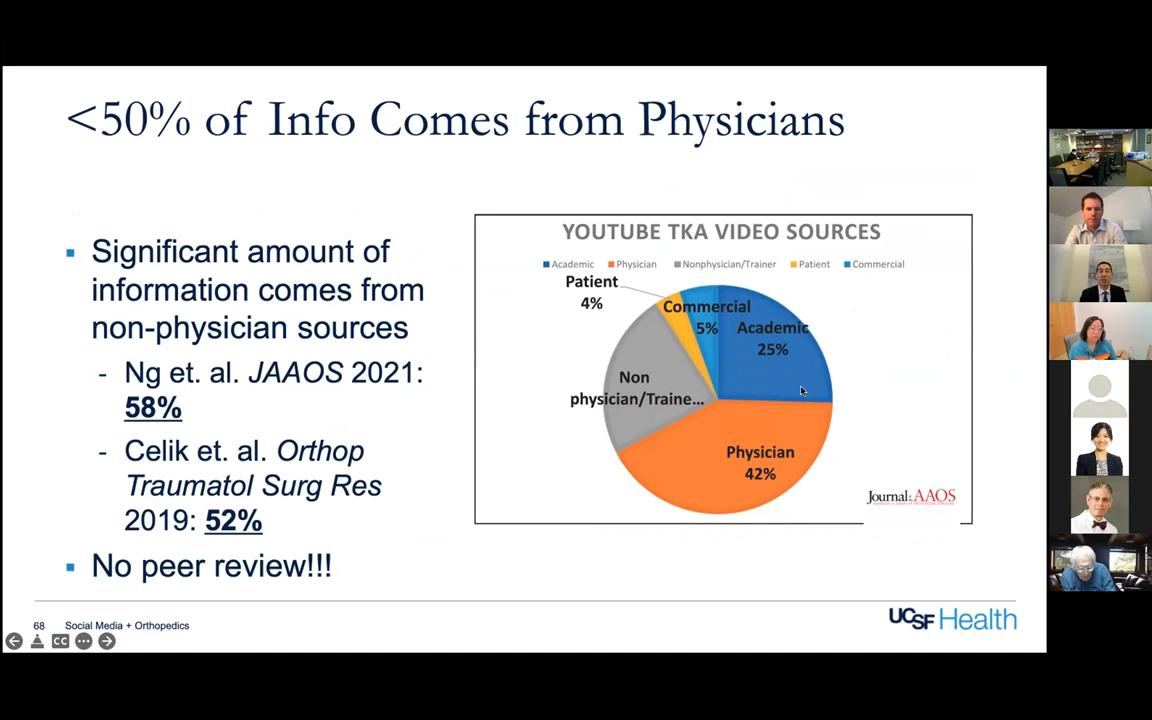 <50% of Info Comes from Physicians
▪ Significant amount of
information comes from
non-physician sources
- Ng et. al. JAAOS 2021:
58%
- Celik et. al. Orthop
Traumatol Surg Res
2019: 52%
▪ No peer review!!!
YOUTUBE TKA VIDEO SOURCES
Academic Physician Nonphysician/Trainer Patient Commercial
Patient
4%
Commercial
5%
Academic
25%
Non
physician/Traine...
Physician
42%
Journal of the AAOS
68 Social Media + Orthopedics
CC
UCSF Health